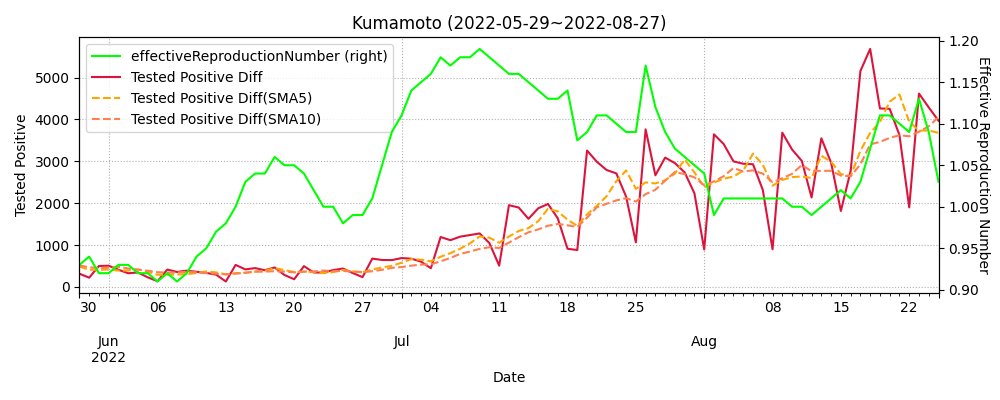 Kumamoto (2022-05-29~2022-08-27)
effectiveReproductionNumber (right)
Tested Positive Diff
Tested Positive Diff(SMA5)
Tested Positive Diff(SMA10)
Tested Positive
5000
4000
3000
2000
1000
0
1.20
1.15
1.10
1.05
1.00
0.95
0.90
Effective Reproduction Number
30 06 13 20 27 04 11 18 25 08 15 22
Jun Jul Aug
2022
Date